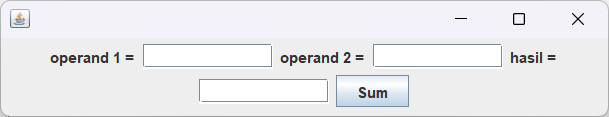 operand 1 = operand 2 = hasil =
Sum